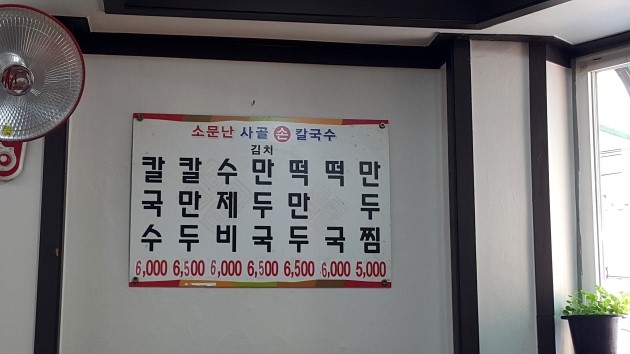 소문난 사골 손 칼국수
칼국수
칼만두
수제비
김치
만두국
떡만두
떡국
만두찜
6,000 6,500 6,000 6,500 6,500 6,000 5,000